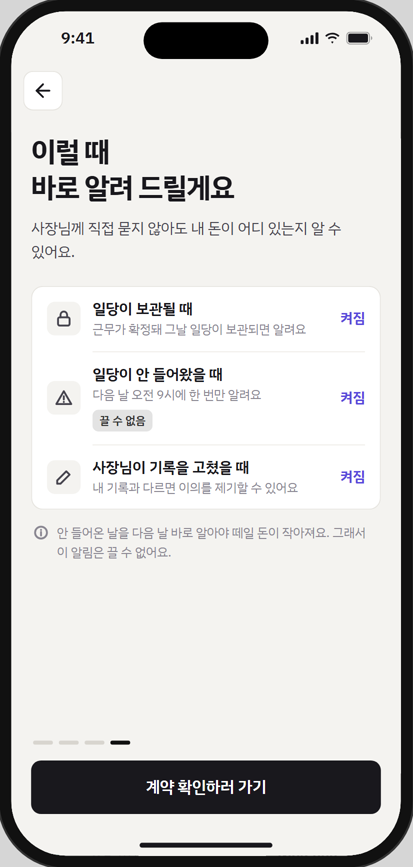 9:41
이럴 때
바로 알려 드릴게요
사장님께 직접 묻지 않아도 내 돈이 어디 있는지 알 수
있어요.
일당이 보관될 때
근무가 확정돼 그날 일당이 보관되면 알려요
켜짐
일당이 안 들어왔을 때
다음 날 오전 9시에 한 번만 알려요
끌 수 없음
켜짐
사장님이 기록을 고쳤을 때
내 기록과 다르면 이의를 제기할 수 있어요
켜짐
안 들어온 날을 다음 날 바로 알아야 떼일 돈이 작아져요. 그래서
이 알림은 끌 수 없어요.
계약 확인하러 가기